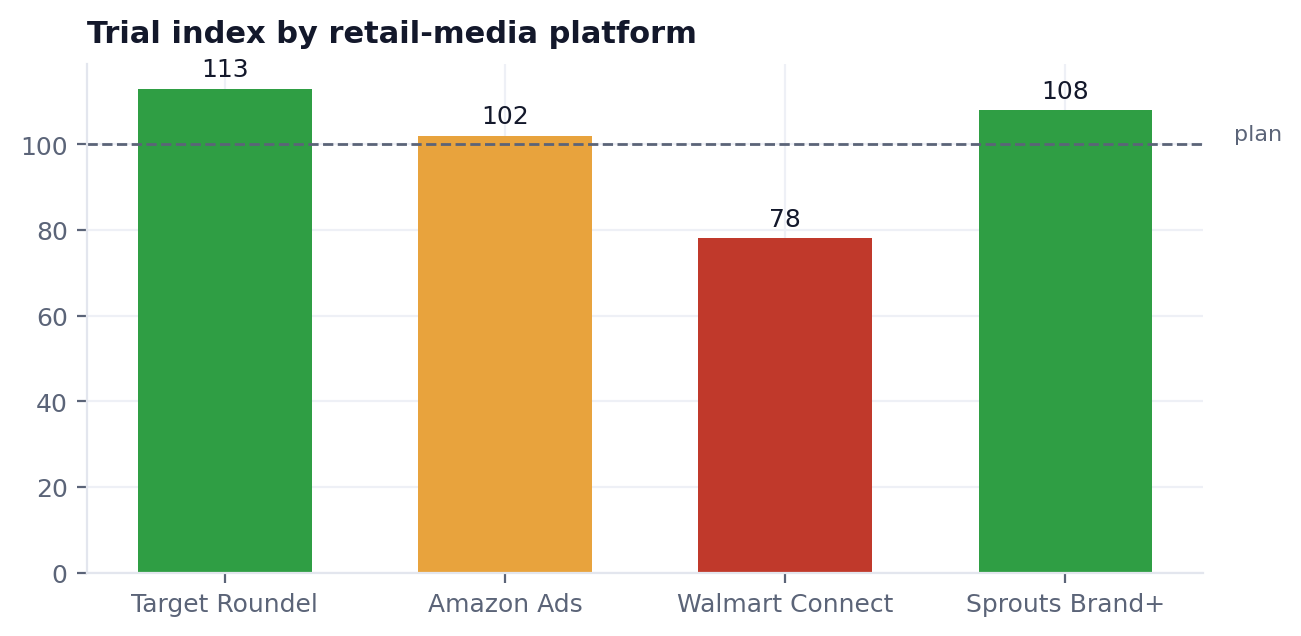 Trial index by retail-media platform
113
102
78
108
plan
100
80
60
40
20
0
Target Roundel
Amazon Ads
Walmart Connect
Sprouts Brand+